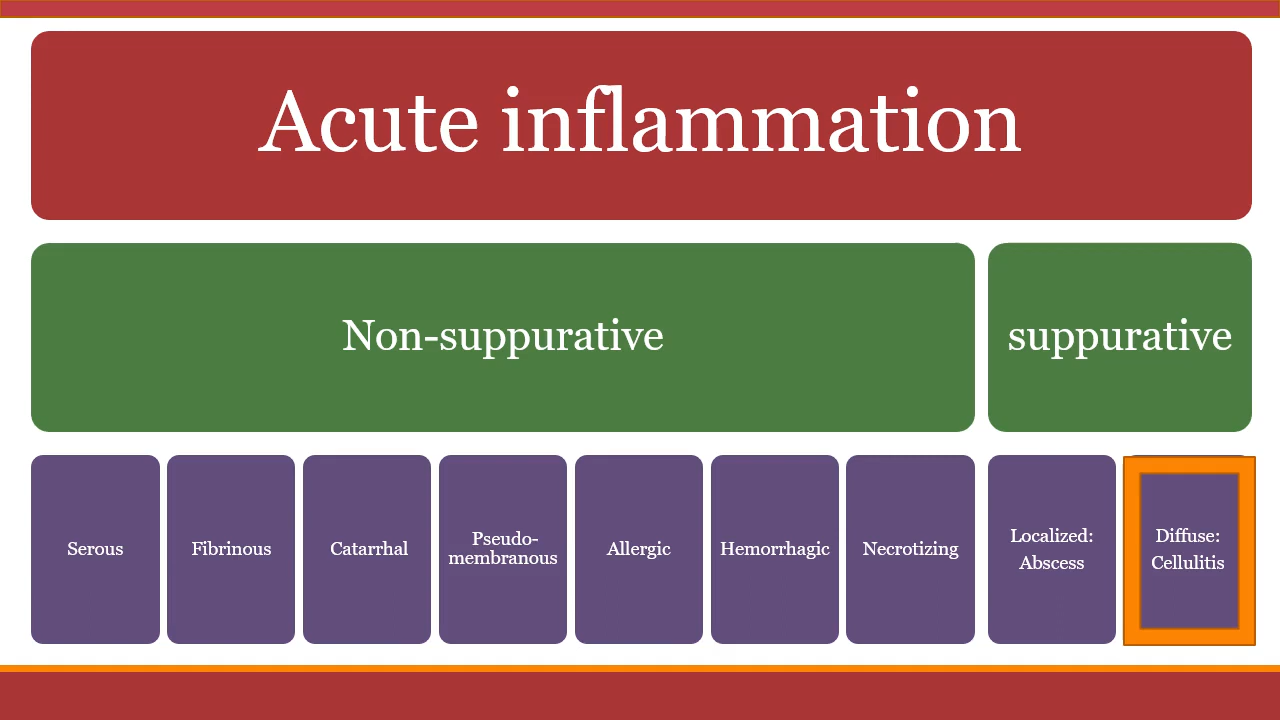 Acute inflammation
Non-suppurative
suppurative
Serous
Fibrinous
Catarrhal
Pseudo-
membranous
Allergic
Hemorrhagic
Necrotizing
Localized:
Abscess
Diffuse:
Cellulitis